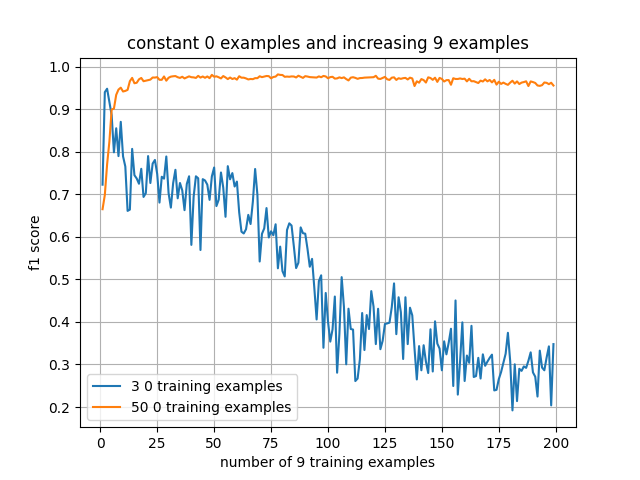 constant 0 examples and increasing 9 examples
1.0
0.9
0.8
0.7
0.6
0.5
0.4
0.3
0.2
f1 score
3 0 training examples
50 0 training examples
0 25 50 75 100 125 150 175 200
number of 9 training examples